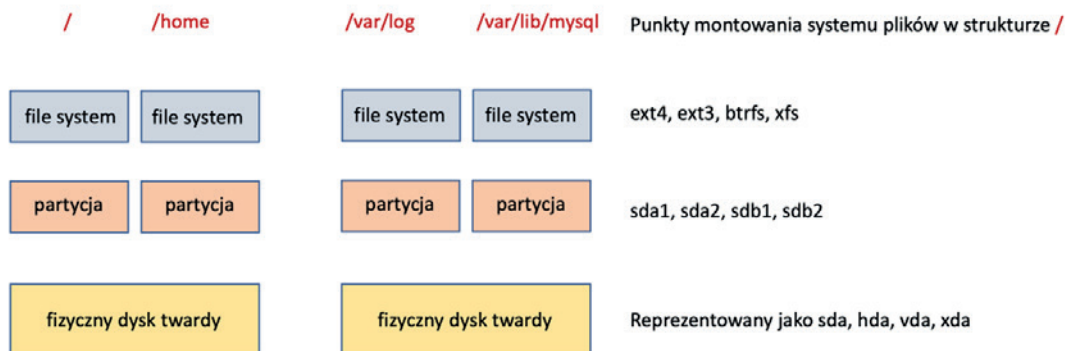 / /home /var/log /var/lib/mysql Punkty montowania systemu plików w strukturze /
file system file system file system file system ext4, ext3, btrfs, xfs
partycja partycja partycja partycja sda1, sda2, sdb1, sdb2
fizyczny dysk twardy fizyczny dysk twardy Reprezentowany jako sda, hda, vda, xda